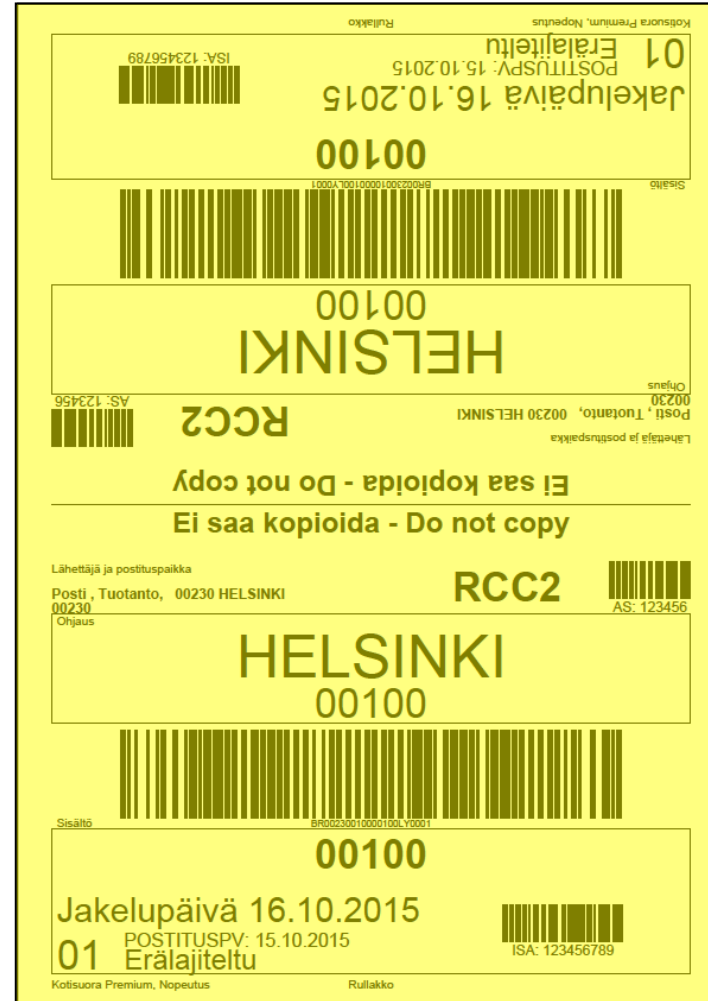 Kotisuora Premium, Nopeutus Rullakko
01 Erälajiteltu
POSTITUSPV: 15.10.2015
ISA: 123456789
Jakelupäivä 16.10.2015
00100
Sisältö BR00230010000100LY0001
00100
HELSINKI
Ohjaus
00230
Posti , Tuotanto, 00230 HELSINKI
RCC2
AS: 123456
Lähettäjä ja postituspaikka
Ei saa kopioida - Do not copy
Ei saa kopioida - Do not copy
Lähettäjä ja postituspaikka
Posti , Tuotanto, 00230 HELSINKI
00230
RCC2
AS: 123456
Ohjaus
HELSINKI
00100
Sisältö BR00230010000100LY0001
00100
Jakelupäivä 16.10.2015
POSTITUSPV: 15.10.2015
01 Erälajiteltu
ISA: 123456789
Kotisuora Premium, Nopeutus Rullakko